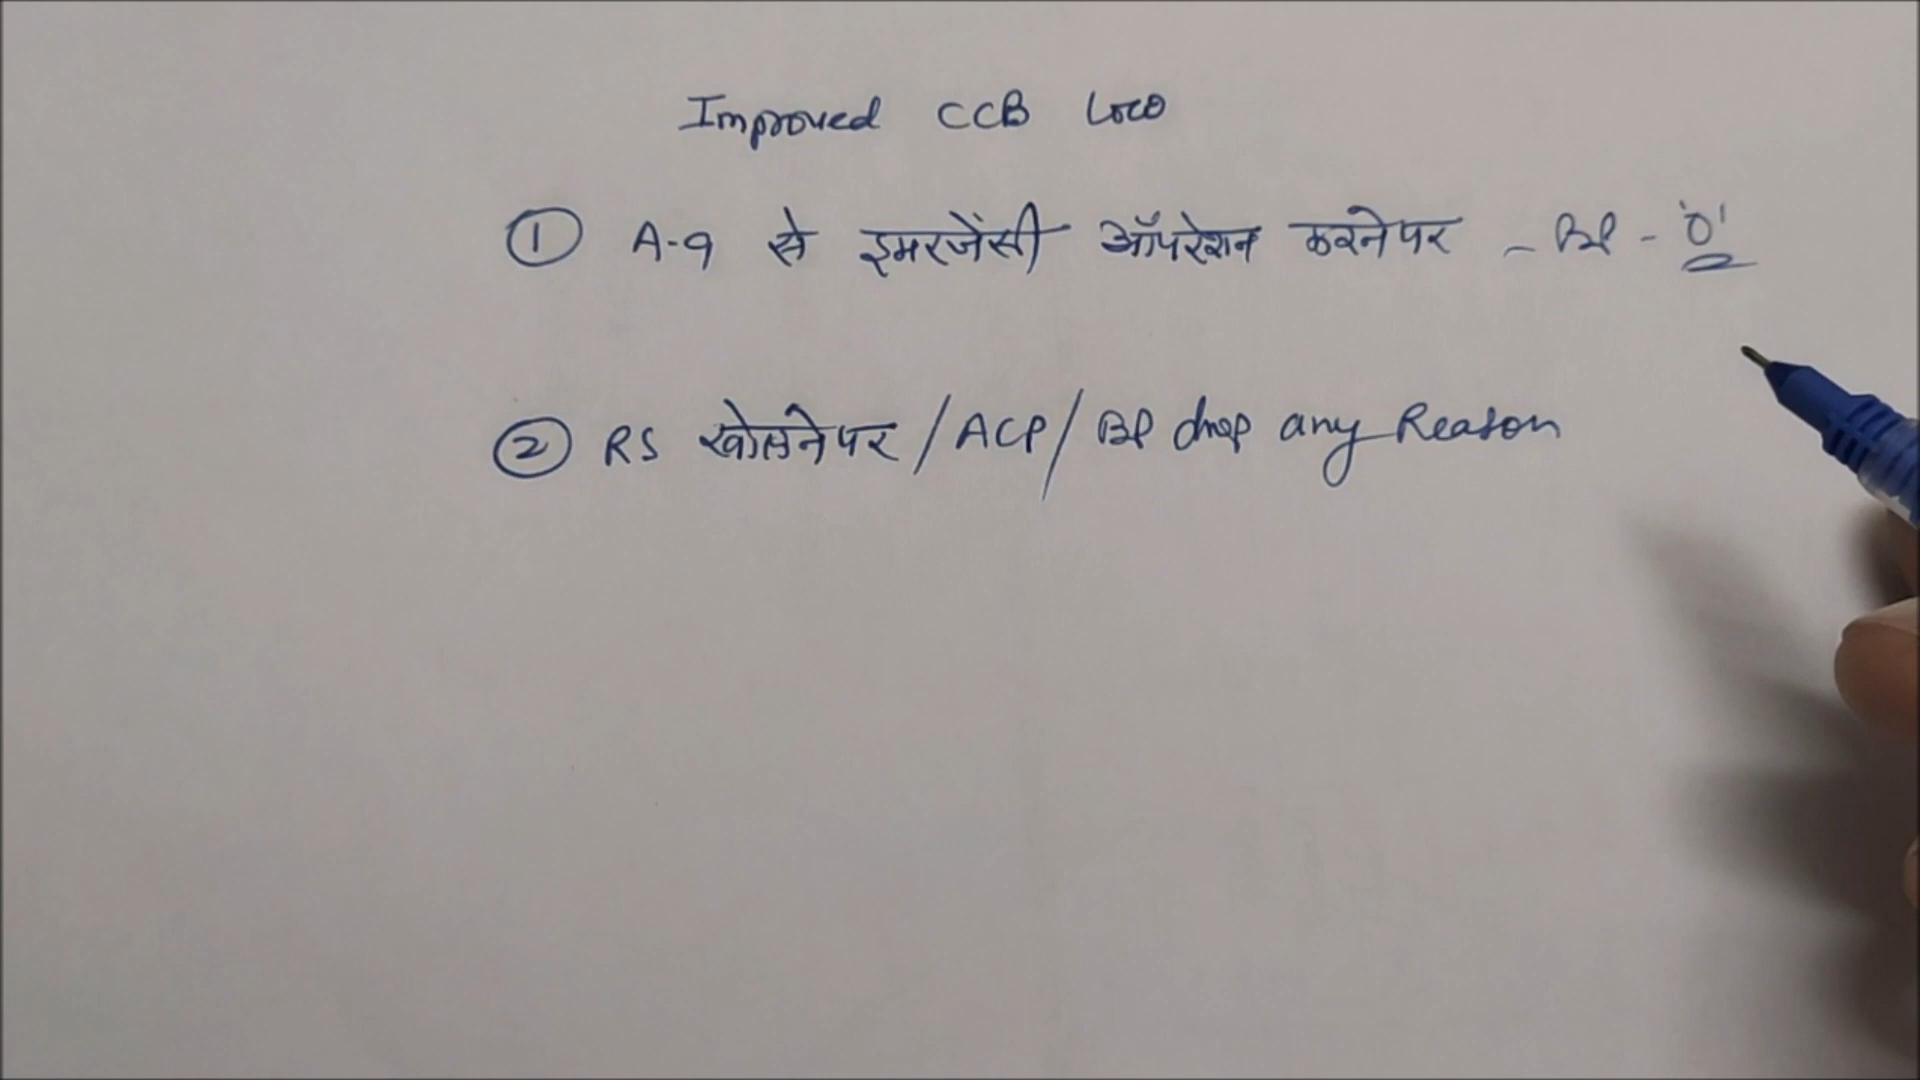 Improved CCB Loco
① A-9 से इमरजेंसी ऑपरेशन करनेपर - BP - '0'
② RS खोलनेपर / ACP / BP drop any Reason